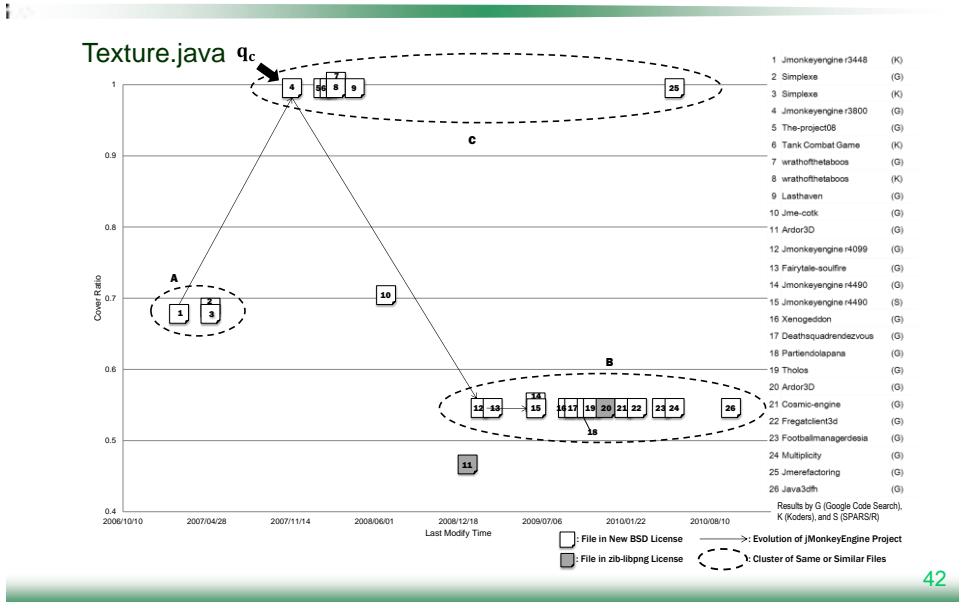 Texture.java
qc
1 Jmonkeyengine r3448 (K)
2 Simplexe (G)
3 Simplexe (K)
4 Jmonkeyengine r3800 (G)
5 The-project08 (G)
6 Tank Combat Game (K)
7 wrathofthetaboos (G)
8 wrathofthetaboos (K)
9 Lasthaven (G)
10 Jme-cotk (G)
11 Ardor3D (G)
12 Jmonkeyengine r4099 (G)
13 Fairytale-soulfire (G)
14 Jmonkeyengine r4490 (G)
15 Jmonkeyengine r4490 (S)
16 Xenogeddon (G)
17 Deathsquadrendezvous (G)
18 Partiendolapana (G)
19 Tholos (G)
20 Ardor3D (G)
21 Cosmic-engine (G)
22 Fregatclient3d (G)
23 Footballmanagerdesia (G)
24 Multiplicity (G)
25 Jmerefactoring (G)
26 Java3dfh (G)
Results by G (Google Code Search),
K (Koders), and S (SPARS/R)
1
0.9
0.8
0.7
0.6
0.5
0.4
Cover Ratio
4
5 6 7 8 9
25
C
A
1 2 3
10
B
12 13 14 15 16 17 18 19 20 21 22 23 24 26
11
2006/10/10 2007/04/28 2007/11/14 2008/06/01 2008/12/18 2009/07/06 2010/01/22 2010/08/10
Last Modify Time
: File in New BSD License
: Evolution of jMonkeyEngine Project
: File in zib-libpng License
: Cluster of Same or Similar Files
42